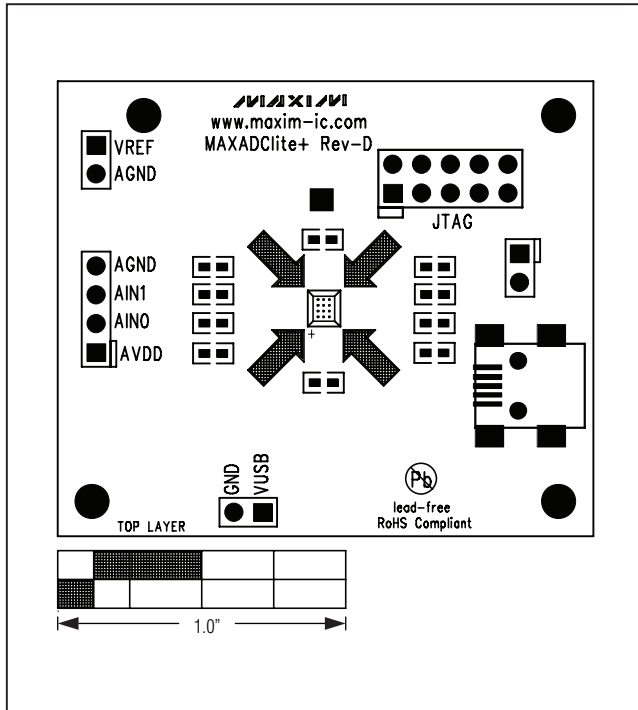 MAXIM
www.maxim-ic.com
MAXADClite+ Rev-D
VREF
AGND
JTAG
AGND
AIN1
AIN0
AVDD
+
GND
VUSB
Pb
lead-free
RoHS Compliant
TOP LAYER
1.0”